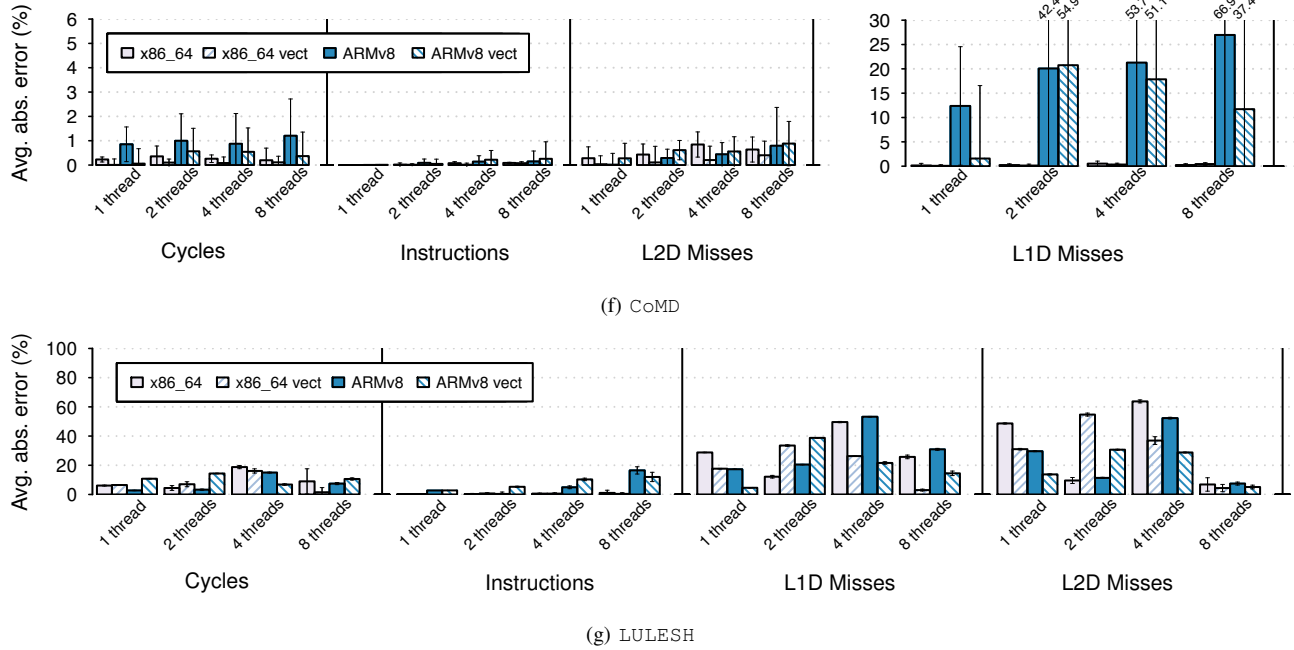 42.4
54.9
53.7
51.1
66.9
37.4
Avg. abs. error (%)
6
5
4
3
2
1
0
x86_64
x86_64 vect
ARMv8
ARMv8 vect
30
25
20
15
10
5
0
1 thread
2 threads
4 threads
8 threads
1 thread
2 threads
4 threads
8 threads
1 thread
2 threads
4 threads
8 threads
1 thread
2 threads
4 threads
8 threads
Cycles
Instructions
L2D Misses
L1D Misses
(f) CoMD
Avg. abs. error (%)
100
80
60
40
20
0
x86_64
x86_64 vect
ARMv8
ARMv8 vect
1 thread
2 threads
4 threads
8 threads
1 thread
2 threads
4 threads
8 threads
1 thread
2 threads
4 threads
8 threads
1 thread
2 threads
4 threads
8 threads
Cycles
Instructions
L1D Misses
L2D Misses
(g) LULESH